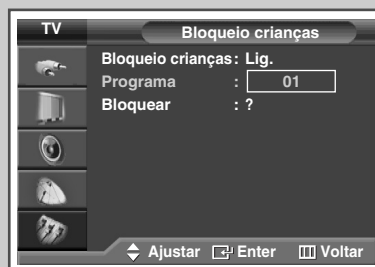 TV
Bloqueio crianças
Bloqueio crianças: Lig.
Programa : 01
Bloquear : ?
Ajustar Enter Voltar